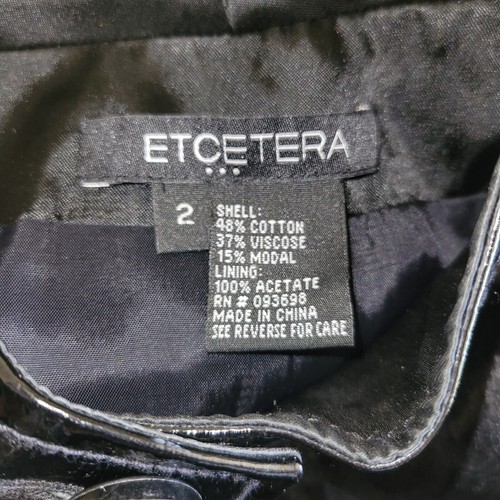 ETCETERA
...
2
SHELL:
48% COTTON
37% VISCOSE
15% MODAL
LINING:
100% ACETATE
RN # 093698
MADE IN CHINA
SEE REVERSE FOR CARE